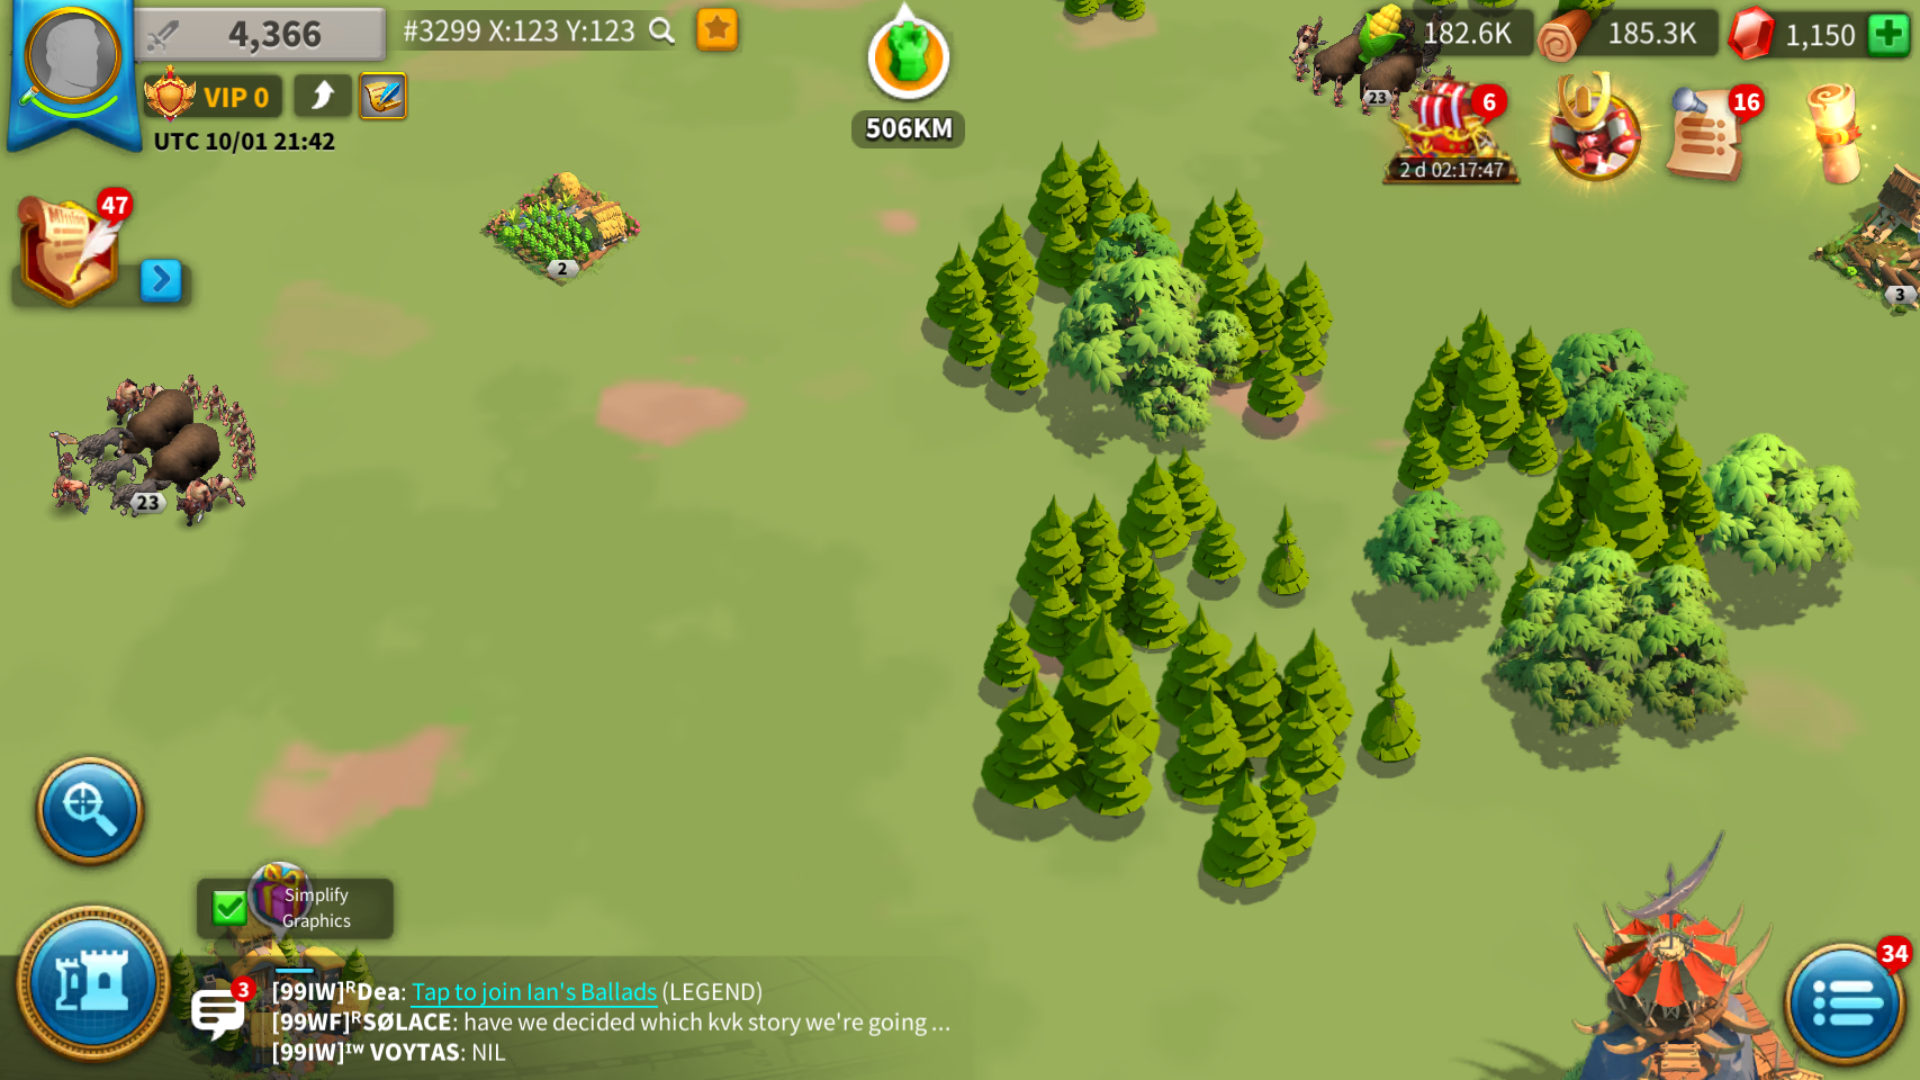 4,366
#3299 X:123 Y:123
182.6K
185.3K
1,150
VIP 0
UTC 10/01 21:42
506KM
23
6
16
2 d 02:17:47
47
Mission
2
3
23
Simplify
Graphics
3
[99IW]ᴿDea: Tap to join Ian's Ballads (LEGEND)
[99WF]ᴿSØLACE: have we decided which kvk story we're going ...
[99IW]ᴵᵂ VOYTAS: NIL
34